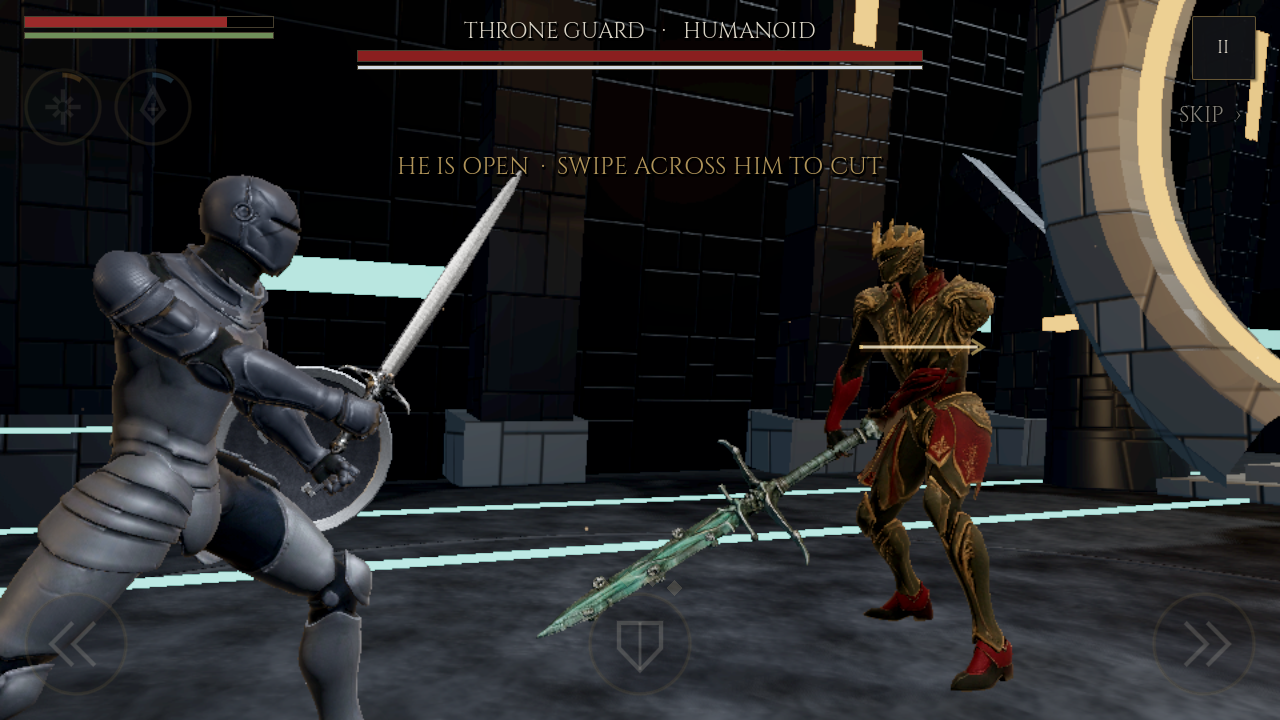 THRONE GUARD · HUMANOID
II
SKIP ›
HE IS OPEN · SWIPE ACROSS HIM TO CUT